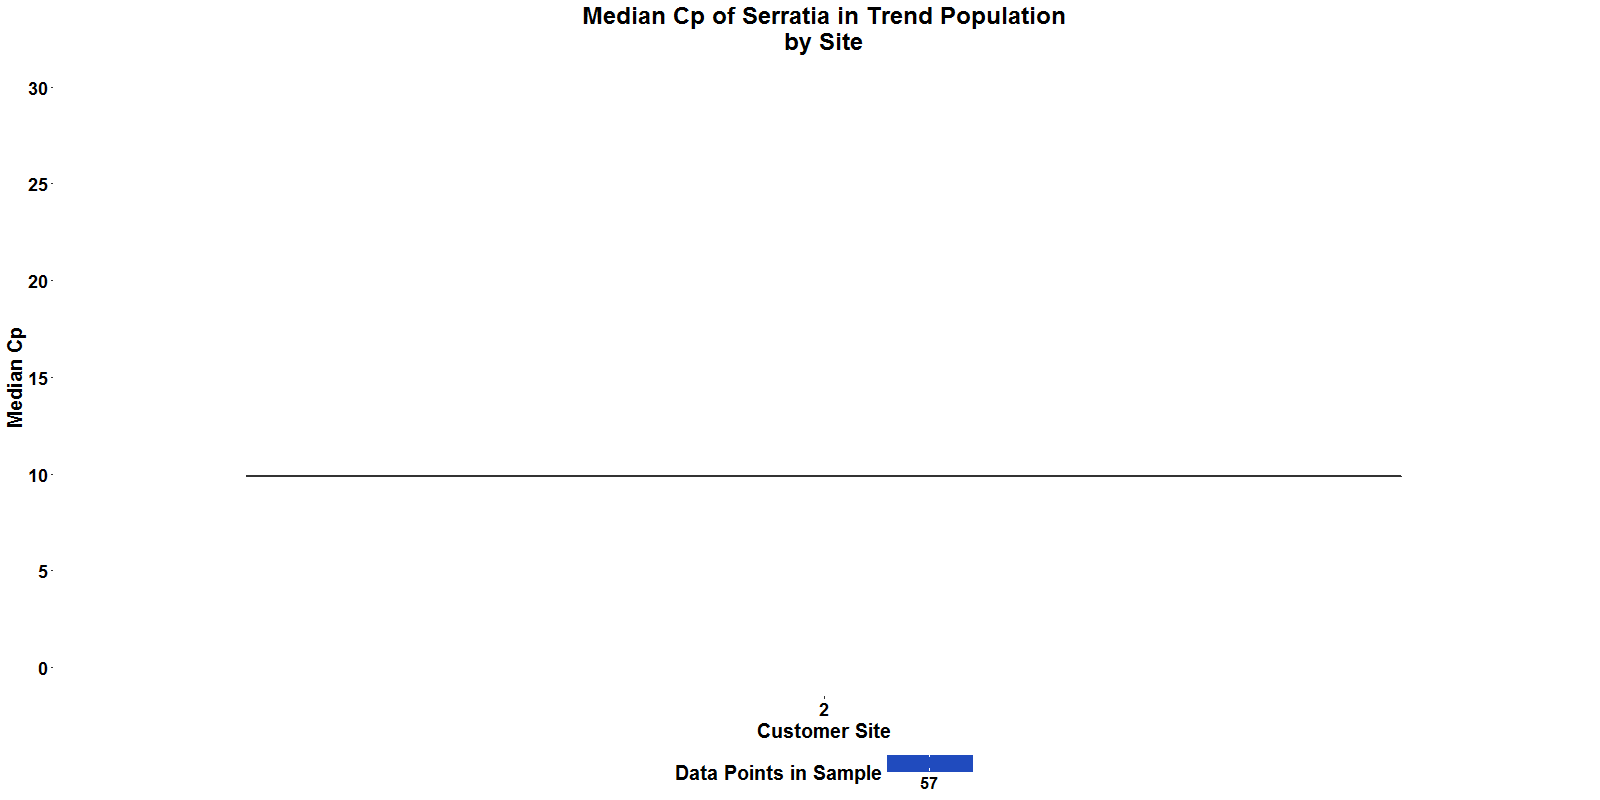 Median Cp of Serratia in Trend Population
by Site
30
25
20
15
10
5
0
Median Cp
2
Customer Site
Data Points in Sample
57